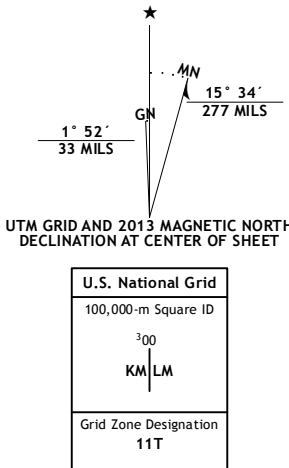 ★
MN
GN
15° 34´
277 MILS
1° 52´
33 MILS
UTM GRID AND 2013 MAGNETIC NORTH
DECLINATION AT CENTER OF SHEET
U.S. National Grid
100,000-m Square ID
³00
KM LM
Grid Zone Designation
11T